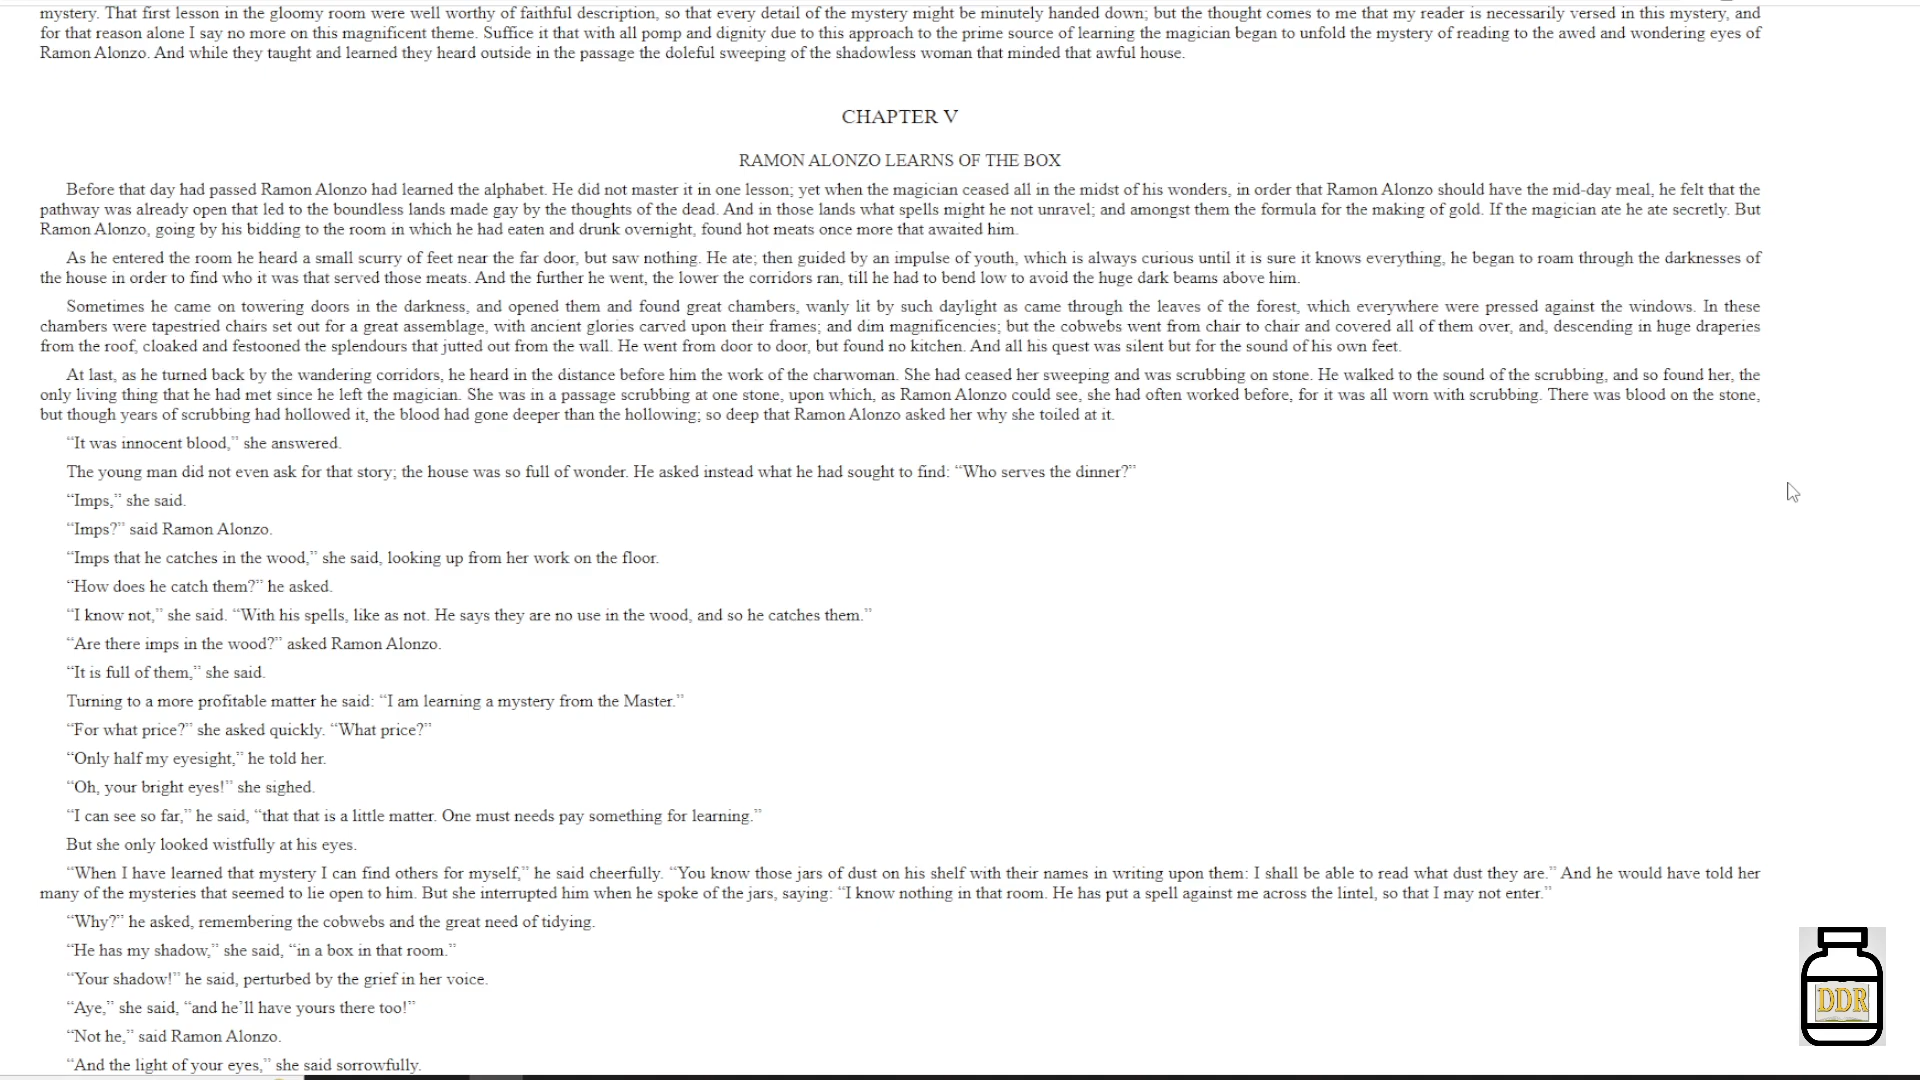 mystery. That first lesson in the gloomy room were well worthy of faithful description, so that every detail of the mystery might be minutely handed down; but the thought comes to me that my reader is necessarily versed in this mystery, and
for that reason alone I say no more on this magnificent theme. Suffice it that with all pomp and dignity due to this approach to the prime source of learning the magician began to unfold the mystery of reading to the awed and wondering eyes of
Ramon Alonzo. And while they taught and learned they heard outside in the passage the doleful sweeping of the shadowless woman that minded that awful house.
CHAPTER V
RAMON ALONZO LEARNS OF THE BOX
Before that day had passed Ramon Alonzo had learned the alphabet. He did not master it in one lesson; yet when the magician ceased all in the midst of his wonders, in order that Ramon Alonzo should have the mid-day meal, he felt that the
pathway was already open that led to the boundless lands made gay by the thoughts of the dead. And in those lands what spells might he not unravel; and amongst them the formula for the making of gold. If the magician ate he ate secretly. But
Ramon Alonzo, going by his bidding to the room in which he had eaten and drunk overnight, found hot meats once more that awaited him.
As he entered the room he heard a small scurry of feet near the far door, but saw nothing. He ate; then guided by an impulse of youth, which is always curious until it is sure it knows everything, he began to roam through the darknesses of
the house in order to find who it was that served those meats. And the further he went, the lower the corridors ran, till he had to bend low to avoid the huge dark beams above him.
Sometimes he came on towering doors in the darkness, and opened them and found great chambers, wanly lit by such daylight as came through the leaves of the forest, which everywhere were pressed against the windows. In these
chambers were tapestried chairs set out for a great assemblage, with ancient glories carved upon their frames; and dim magnificencies; but the cobwebs went from chair to chair and covered all of them over, and, descending in huge draperies
from the roof, cloaked and festooned the splendours that jutted out from the wall. He went from door to door, but found no kitchen. And all his quest was silent but for the sound of his own feet.
At last, as he turned back by the wandering corridors, he heard in the distance before him the work of the charwoman. She had ceased her sweeping and was scrubbing on stone. He walked to the sound of the scrubbing, and so found her, the
only living thing that he had met since he left the magician. She was in a passage scrubbing at one stone, upon which, as Ramon Alonzo could see, she had often worked before, for it was all worn with scrubbing. There was blood on the stone,
but though years of scrubbing had hollowed it, the blood had gone deeper than the hollowing; so deep that Ramon Alonzo asked her why she toiled at it.
“It was innocent blood,” she answered.
The young man did not even ask for that story; the house was so full of wonder. He asked instead what he had sought to find: “Who serves the dinner?”
“Imps,” she said.
“Imps?” said Ramon Alonzo.
“Imps that he catches in the wood,” she said, looking up from her work on the floor.
“How does he catch them?” he asked.
“I know not,” she said. “With his spells, like as not. He says they are no use in the wood, and so he catches them.”
“Are there imps in the wood?” asked Ramon Alonzo.
“It is full of them,” she said.
Turning to a more profitable matter he said: “I am learning a mystery from the Master.”
“For what price?” she asked quickly. “What price?”
“Only half my eyesight,” he told her.
“Oh, your bright eyes!” she sighed.
“I can see so far,” he said, “that that is a little matter. One must needs pay something for learning.”
But she only looked wistfully at his eyes.
“When I have learned that mystery I can find others for myself,” he said cheerfully. “You know those jars of dust on his shelf with their names in writing upon them: I shall be able to read what dust they are.” And he would have told her
many of the mysteries that seemed to lie open to him. But she interrupted him when he spoke of the jars, saying: “I know nothing in that room. He has put a spell against me across the lintel, so that I may not enter.”
“Why?” he asked, remembering the cobwebs and the great need of tidying.
“He has my shadow,” she said, “in a box in that room.”
“Your shadow!” he said, perturbed by the grief in her voice.
“Aye,” she said, “and he’ll have yours there too!”
“Not he,” said Ramon Alonzo.
“And the light of your eyes,” she said sorrowfully.
DDR